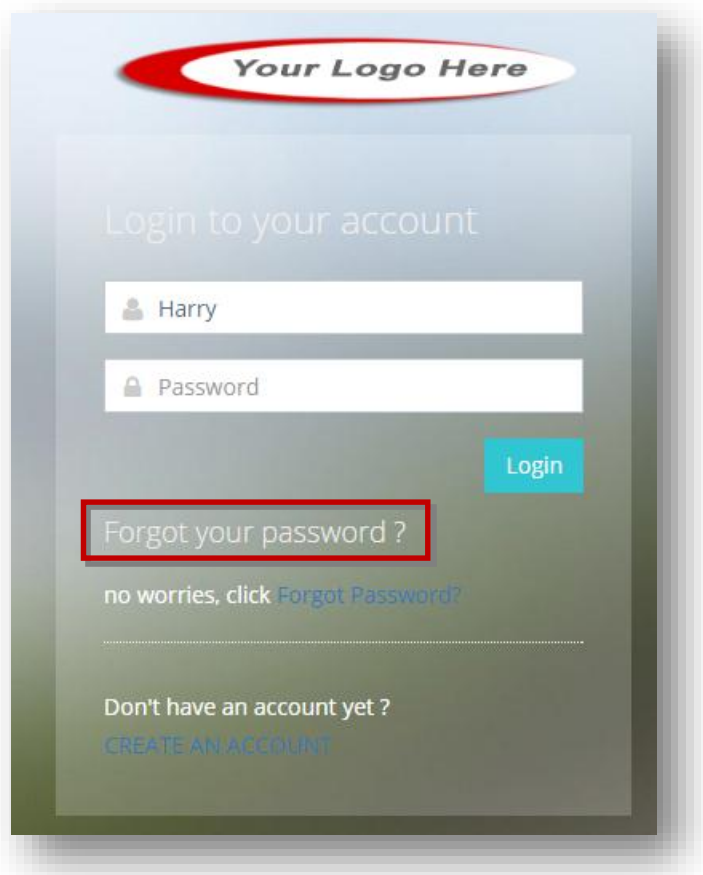 Your Logo Here
Login to your account
Harry
Password
Login
Forgot your password ?
no worries, click Forgot Password?
Don't have an account yet ?
CREATE AN ACCOUNT